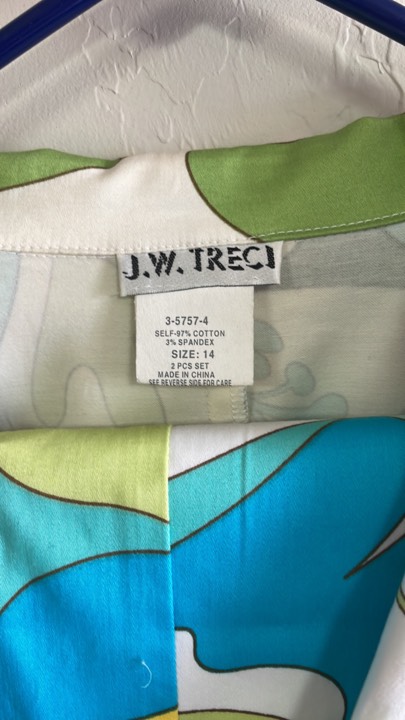 J.W. TRECI
3-5757-4
SELF-97% COTTON
3% SPANDEX
SIZE: 14
2 PCS SET
MADE IN CHINA
SEE REVERSE SIDE FOR CARE